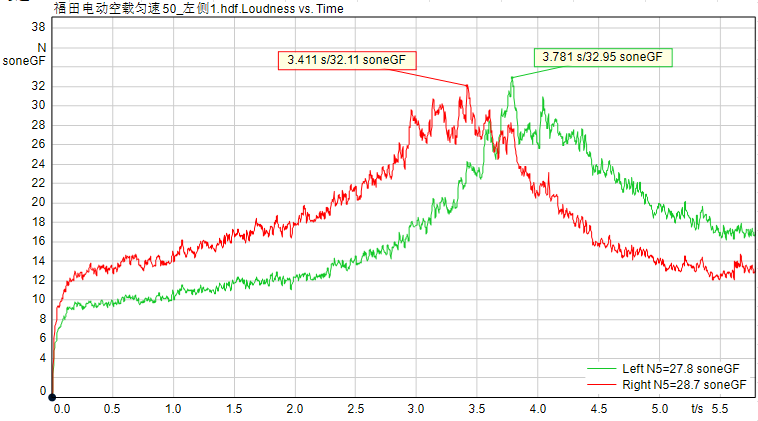 福田电动空载匀速50_左侧1.hdf.Loudness vs. Time
38
N
soneGF
32
30
28
26
24
22
20
18
16
14
12
10
8
6
4
0
3.411 s/32.11 soneGF
3.781 s/32.95 soneGF
Left N5=27.8 soneGF
Right N5=28.7 soneGF
0.0 0.5 1.0 1.5 2.0 2.5 3.0 3.5 4.0 4.5 5.0 t/s 5.5